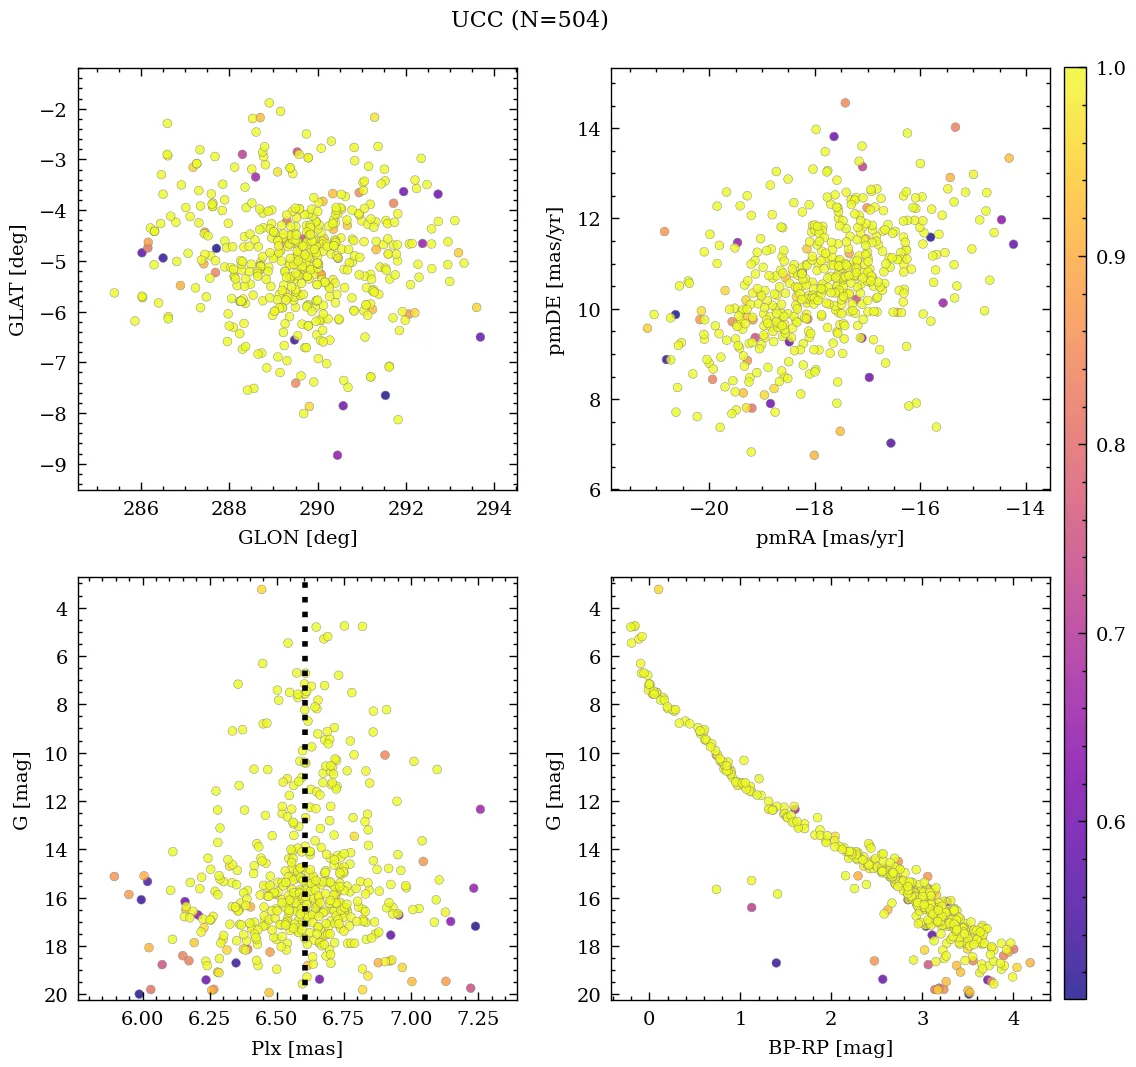 UCC (N=504)
−2
−3
−4
−5
−6
−7
−8
−9
GLAT [deg]
286 288 290 292 294
GLON [deg]
14
12
10
8
6
pmDE [mas/yr]
−20 −18 −16 −14
pmRA [mas/yr]
4
6
8
10
12
14
16
18
20
G [mag]
6.00 6.25 6.50 6.75 7.00 7.25
Plx [mas]
4
6
8
10
12
14
16
18
20
G [mag]
0 1 2 3 4
BP-RP [mag]
1.0
0.9
0.8
0.7
0.6